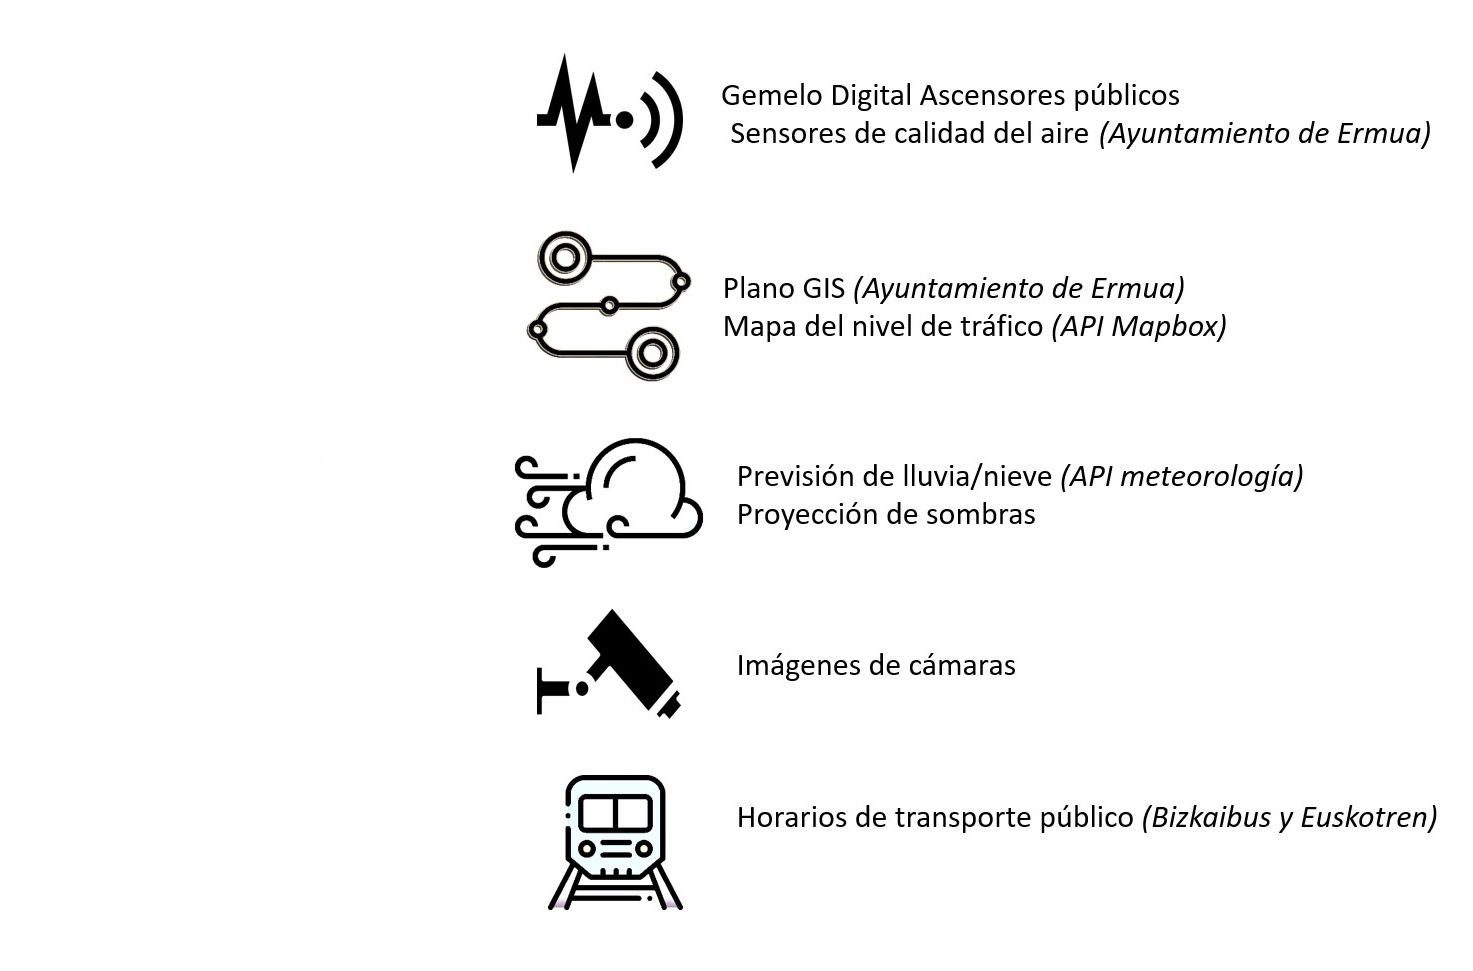 Gemelo Digital Ascensores públicos
Sensores de calidad del aire (Ayuntamiento de Ermua)
Plano GIS (Ayuntamiento de Ermua)
Mapa del nivel de tráfico (API Mapbox)
Previsión de lluvia/nieve (API meteorología)
Proyección de sombras
Imágenes de cámaras
Horarios de transporte público (Bizkaibus y Euskotren)